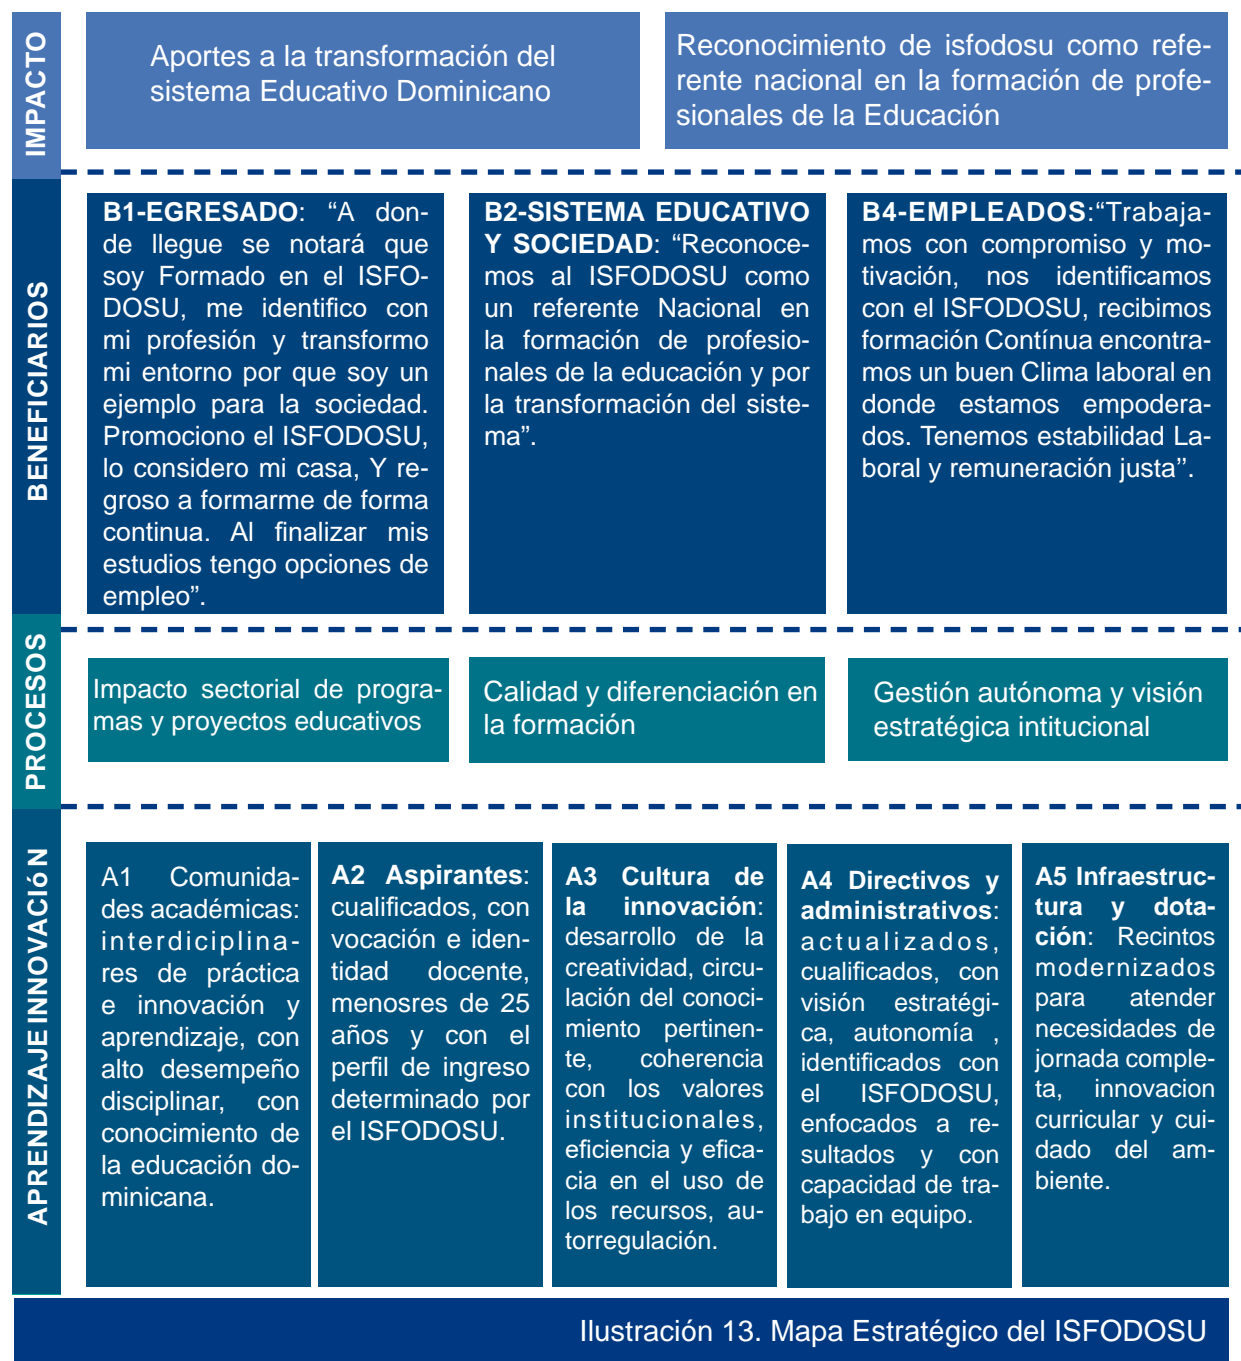 IMPACTO
Aportes a la transformación del
sistema Educativo Dominicano
Reconocimiento de isfodosu como refe-
rente nacional en la formación de profe-
sionales de la Educación
BENEFICIARIOS
B1-EGRESADO: “A don-
de llegue se notará que
soy Formado en el ISFO-
DOSU, me identifico con
mi profesión y transformo
mi entorno por que soy un
ejemplo para la sociedad.
Promociono el ISFODOSU,
lo considero mi casa, Y re-
groso a formarme de forma
continua. Al finalizar mis
estudios tengo opciones de
empleo”.
B2-SISTEMA EDUCATIVO
Y SOCIEDAD: “Reconoce-
mos al ISFODOSU como
un referente Nacional en
la formación de profesio-
nales de la educación y por
la transformación del siste-
ma”.
B4-EMPLEADOS:“Trabaja-
mos con compromiso y mo-
tivación, nos identificamos
con el ISFODOSU, recibimos
formación Contínua encontra-
mos un buen Clima laboral en
donde estamos empodera-
dos. Tenemos estabilidad La-
boral y remuneración justa’’.
PROCESOS
Impacto sectorial de progra-
mas y proyectos educativos
Calidad y diferenciación en
la formación
Gestión autónoma y visión
estratégica intitucional
APRENDIZAJE INNOVACIóN
A1 Comunida-
des académicas:
interdiciplina-
res de práctica
e innovación y
aprendizaje, con
alto desempeño
disciplinar, con
conocimiento de
la educación do-
minicana.
A2 Aspirantes:
cualificados, con
vocación e iden-
tidad docente,
menosres de 25
años y con el
perfil de ingreso
determinado por
el ISFODOSU.
A3 Cultura de
la innovación:
desarrollo de la
creatividad, circu-
lación del conoci-
miento pertinen-
te, coherencia
con los valores
institucionales,
eficiencia y efica-
cia en el uso de
los recursos, au-
torregulación.
A4 Directivos y
administrativos:
actualizados,
cualificados, con
visión estratégi-
ca, autonomía ,
identificados con
el ISFODOSU,
enfocados a re-
sultados y con
capacidad de tra-
bajo en equipo.
A5 Infraestruc-
tura y dota-
ción: Recintos
modernizados
para atender
necesidades de
jornada comple-
ta, innovacion
curricular y cui-
dado del am-
biente.
Ilustración 13. Mapa Estratégico del ISFODOSU